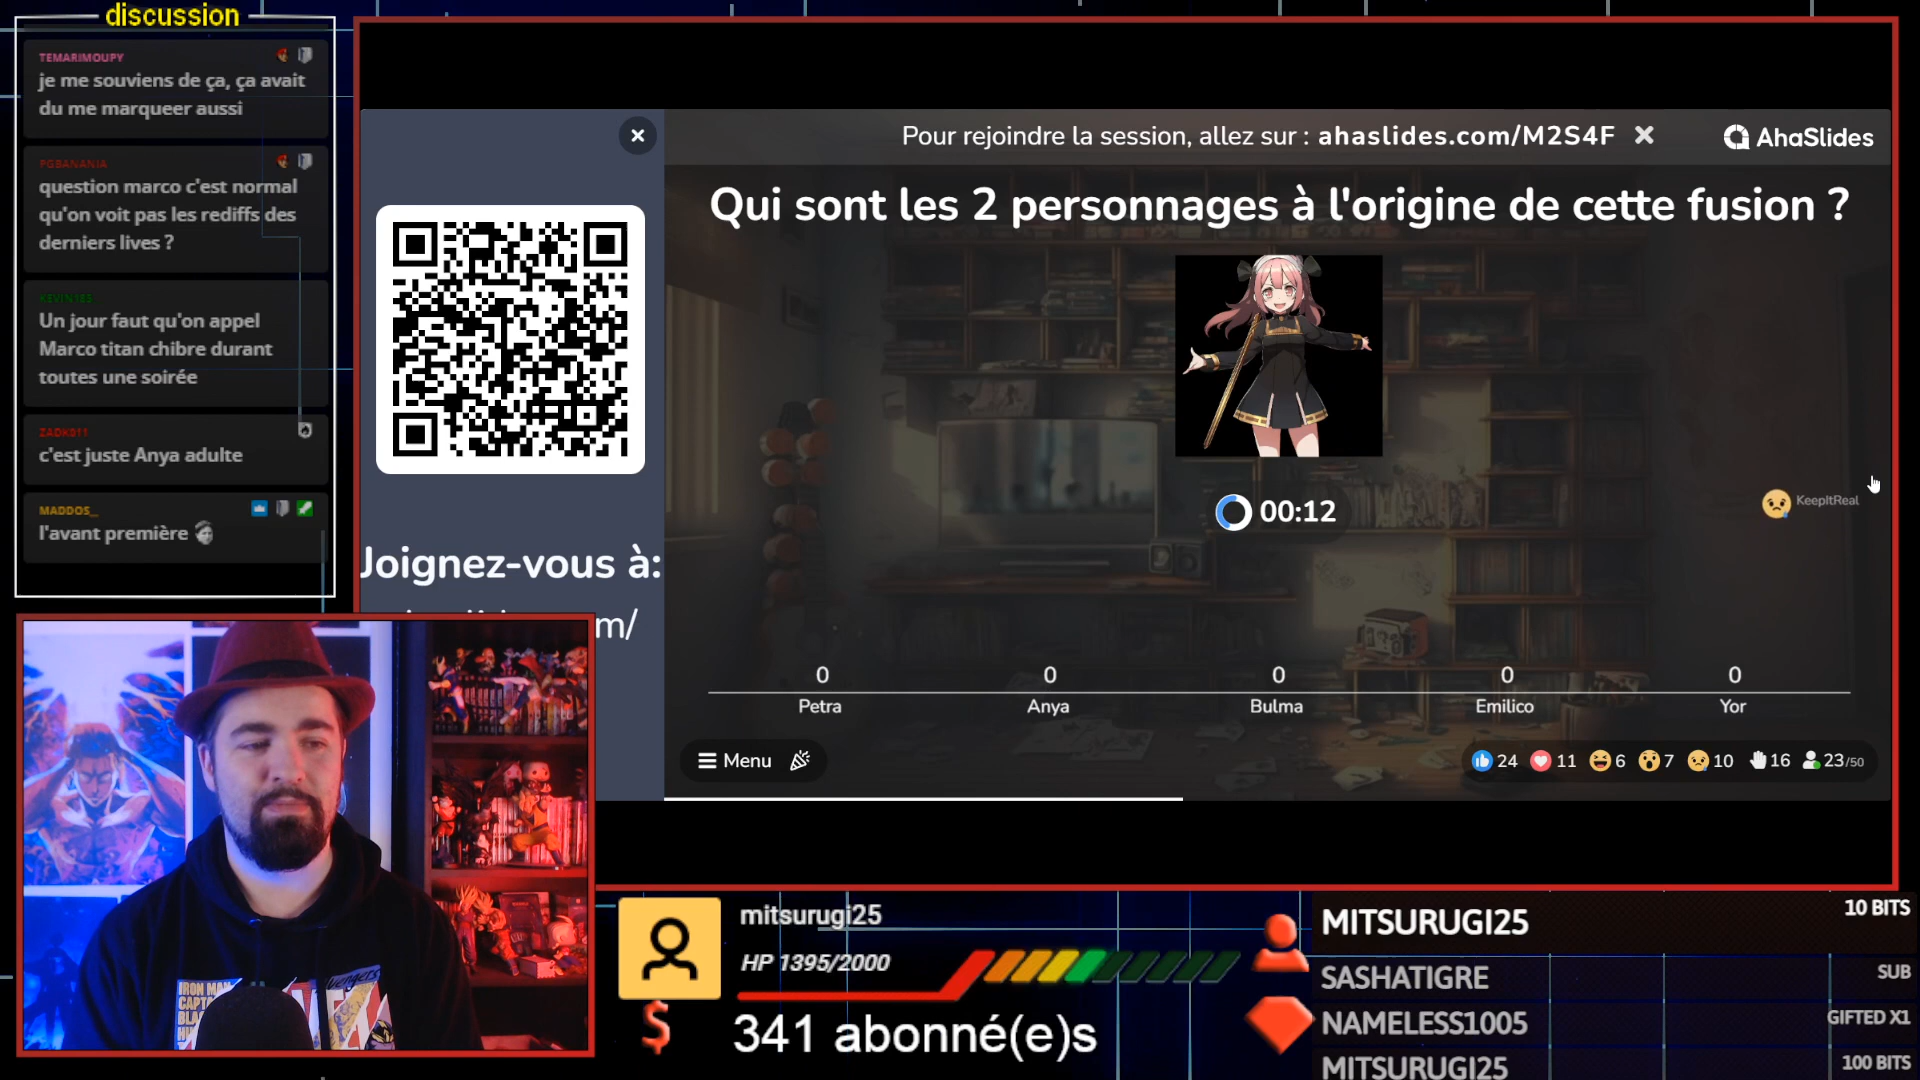 discussion
TEMARIMOUPY
je me souviens de ça, ça avait
du me marqueer aussi
PGBANANIA
question marco c'est normal
qu'on voit pas les rediffs des
derniers lives ?
KEVIN185
Un jour faut qu'on appel
Marco titan chibre durant
toutes une soirée
ZADK911
c'est juste Anya adulte
MADDOS_
l'avant première
Joignez-vous à:
m/
Pour rejoindre la session, allez sur : ahaslides.com/M2S4F
AhaSlides
Qui sont les 2 personnages à l'origine de cette fusion ?
00:12
KeepItReal
0 0 0 0 0
Petra Anya Bulma Emilico Yor
Menu
24 11 6 7 10 16 23/50
IRON MAN
mitsurugi25
HP 1395/2000
341 abonné(e)s
MITSURUGI25 10 BITS
SASHATIGRE SUB
NAMELESS1005 GIFTED X1
MITSURUGI25 100 BITS